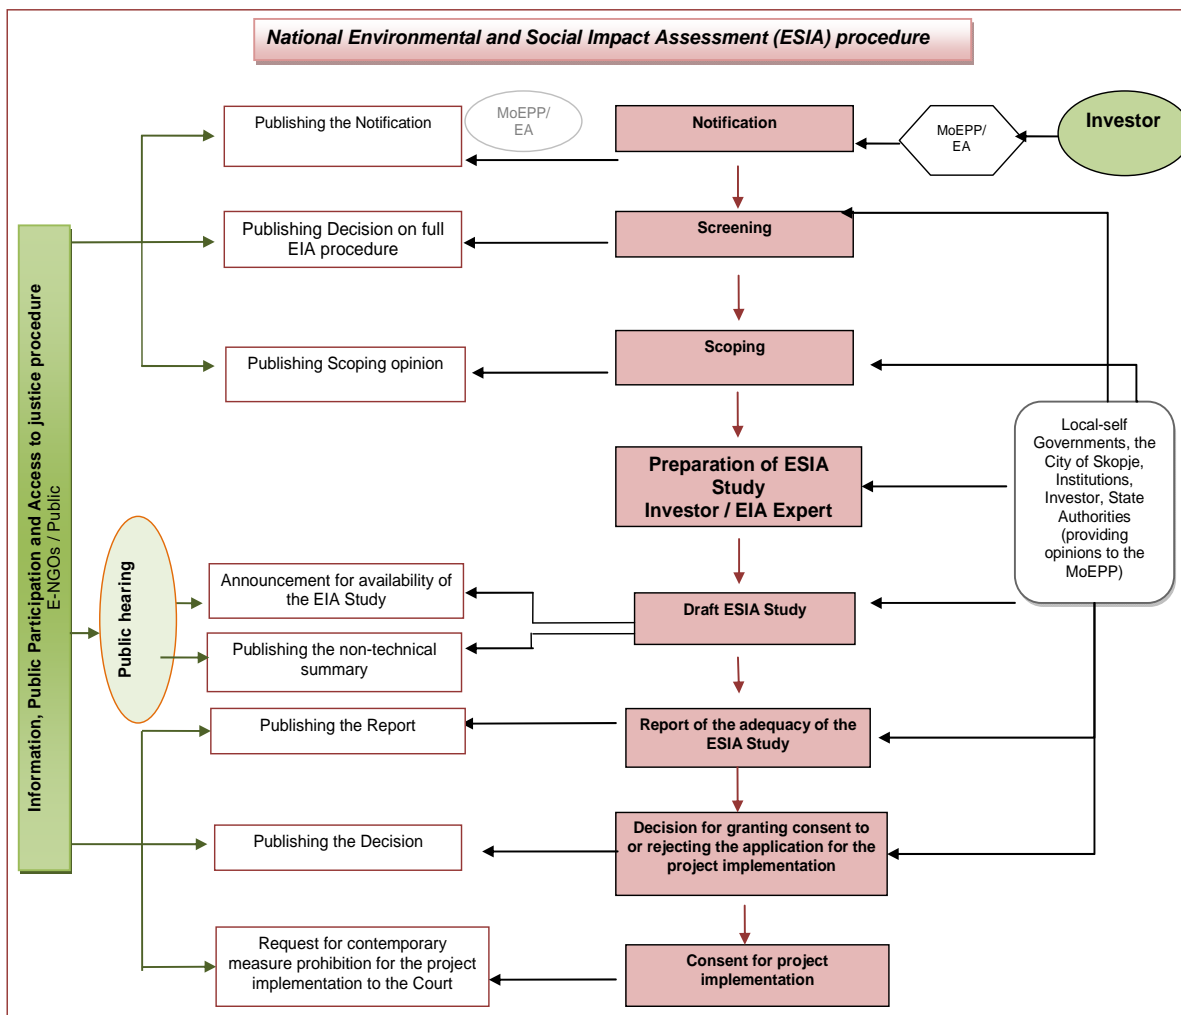 National Environmental and Social Impact Assessment (ESIA) procedure
Publishing the Notification
MoEPP/
EA
Notification
MoEPP/
EA
Investor
Publishing Decision on full
EIA procedure
Screening
Publishing Scoping opinion
Scoping
Information, Public Participation and Access to justice procedure
E-NGOs / Public
Preparation of ESIA
Study
Investor / EIA Expert
Local-self
Governments, the
City of Skopje,
Institutions,
Investor, State
Authorities
(providing
opinions to the
MoEPP)
Public hearing
Announcement for availability of
the EIA Study
Draft ESIA Study
Publishing the non-technical
summary
Publishing the Report
Report of the adequacy of the
ESIA Study
Publishing the Decision
Decision for granting consent to
or rejecting the application for the
project implementation
Request for contemporary
measure prohibition for the project
implementation to the Court
Consent for project
implementation